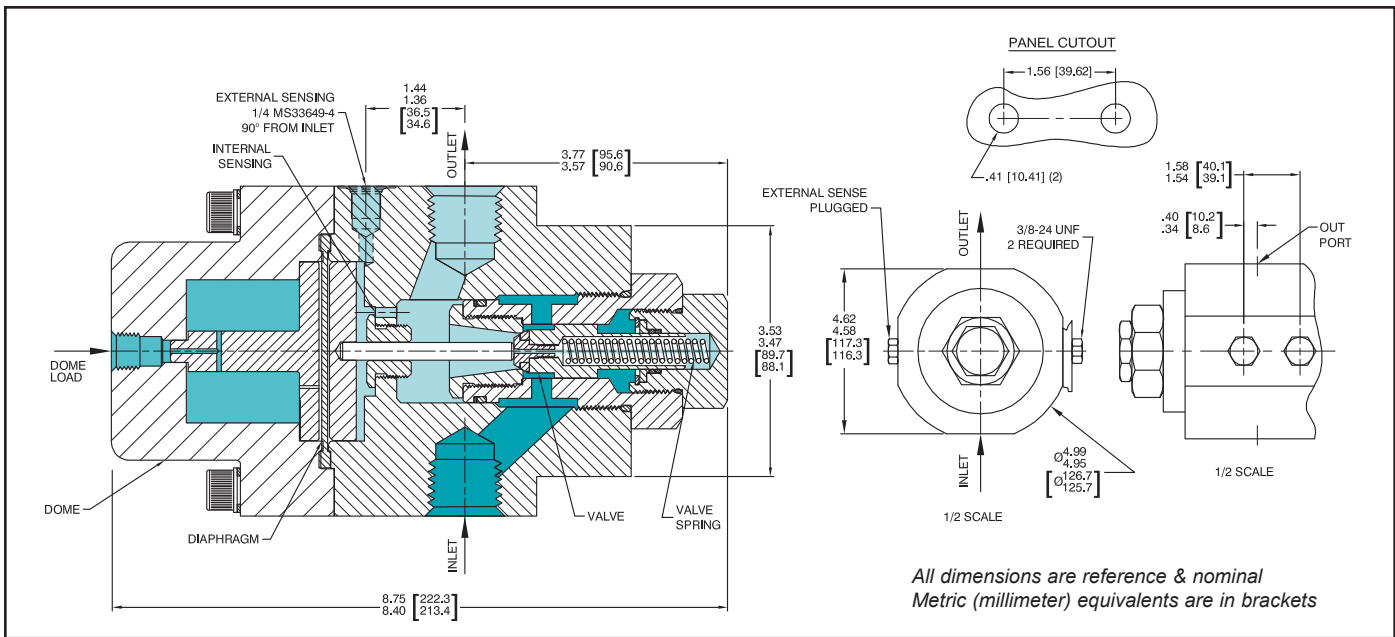 EXTERNAL SENSING
1/4 MS33649-4
90° FROM INLET
INTERNAL
SENSING
1.44
1.36
[36.5
34.6]
OUTLET
3.77 [95.6
3.57 90.6]
DOME
LOAD
3.53
3.47
[89.7
88.1]
DOME
DIAPHRAGM
INLET
VALVE
VALVE
SPRING
8.75 [222.3
8.40 213.4]
PANEL CUTOUT
1.56 [39.62]
.41 [10.41] (2)
EXTERNAL SENSE
PLUGGED
OUTLET
3/8-24 UNF
2 REQUIRED
4.62
4.58
[117.3
116.3]
INLET
Ø4.99
4.95
[Ø126.7
125.7]
1/2 SCALE
1.58 [40.1
1.54 39.1]
.40 [10.2
.34 8.6]
OUT
PORT
1/2 SCALE
All dimensions are reference & nominal
Metric (millimeter) equivalents are in brackets